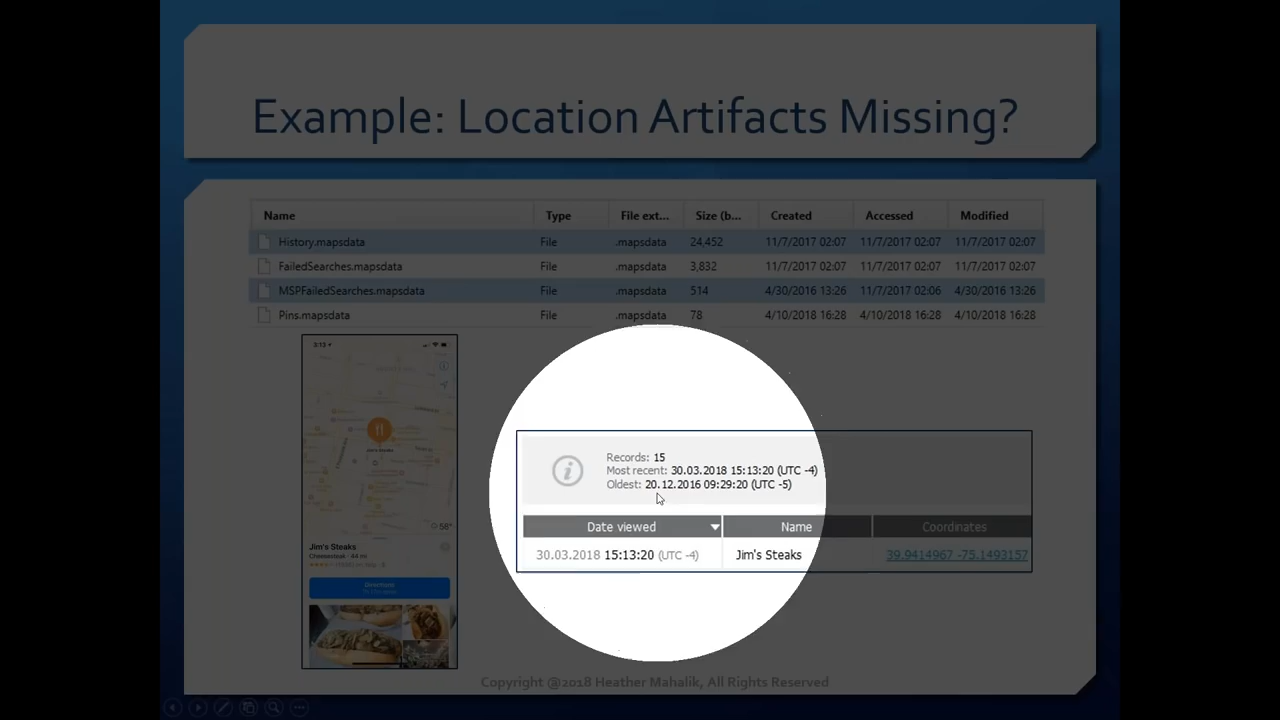 Example: Location Artifacts Missing?
Name Type File ext... Size (b... Created Accessed Modified
History.mapsdata File .mapsdata 24,452 11/7/2017 02:07 11/7/2017 02:07 11/7/2017 02:07
FailedSearches.mapsdata File .mapsdata 3,832 11/7/2017 02:07 11/7/2017 02:07 11/7/2017 02:07
MSPFailedSearches.mapsdata File .mapsdata 514 4/30/2016 13:26 11/7/2017 02:06 4/30/2016 13:26
Pins.mapsdata File .mapsdata 78 4/10/2018 16:28 4/10/2018 16:28 4/10/2018 16:28
3:13
58°
Jim's Steaks
Cheesesteak · 44 mi
Directions
Records: 15
Most recent: 30.03.2018 15:13:20 (UTC -4)
Oldest: 20.12.2016 09:29:20 (UTC -5)
Date viewed Name Coordinates
30.03.2018 15:13:20 (UTC -4) Jim's Steaks 39.9414967 -75.1493157
Copyright @2018 Heather Mahalik, All Rights Reserved